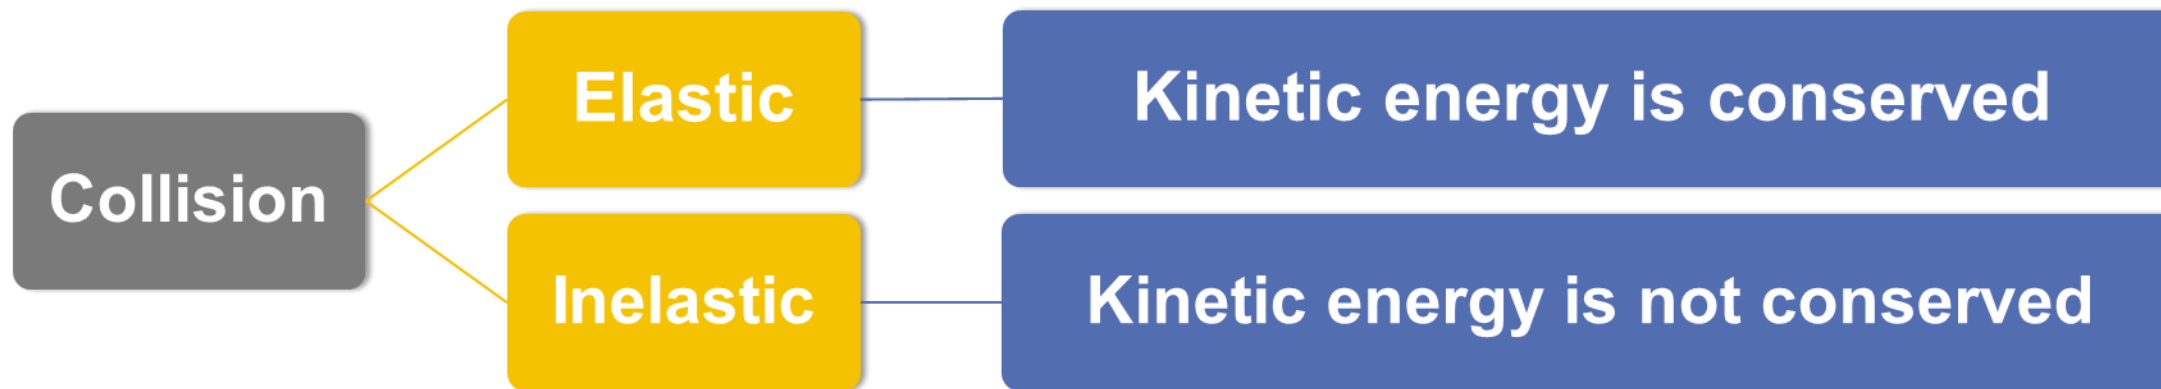 Collision
Elastic
Kinetic energy is conserved
Inelastic
Kinetic energy is not conserved